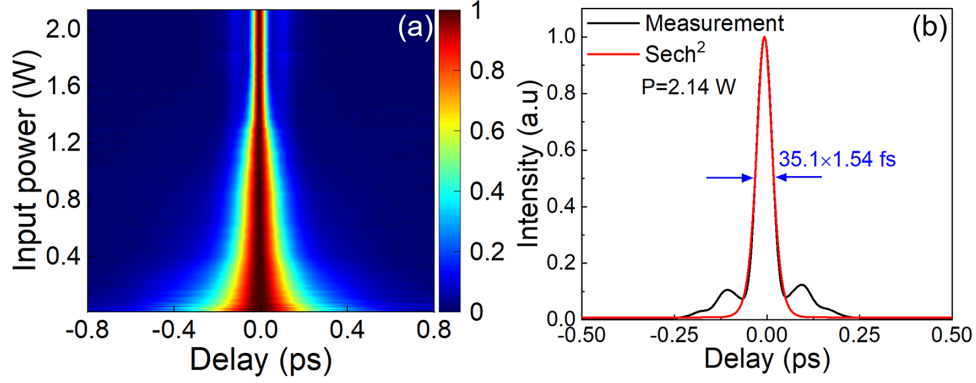 (a)
Input power (W)
2.0
1.6
1.2
0.8
0.4
-0.8
-0.4
0.0
0.4
0.8
Delay (ps)
1
0.8
0.6
0.4
0.2
0
(b)
Measurement
Sech²
P=2.14 W
35.1×1.54 fs
Intensity (a.u)
1.0
0.8
0.6
0.4
0.2
0.0
-0.50
-0.25
0.00
0.25
0.50
Delay (ps)